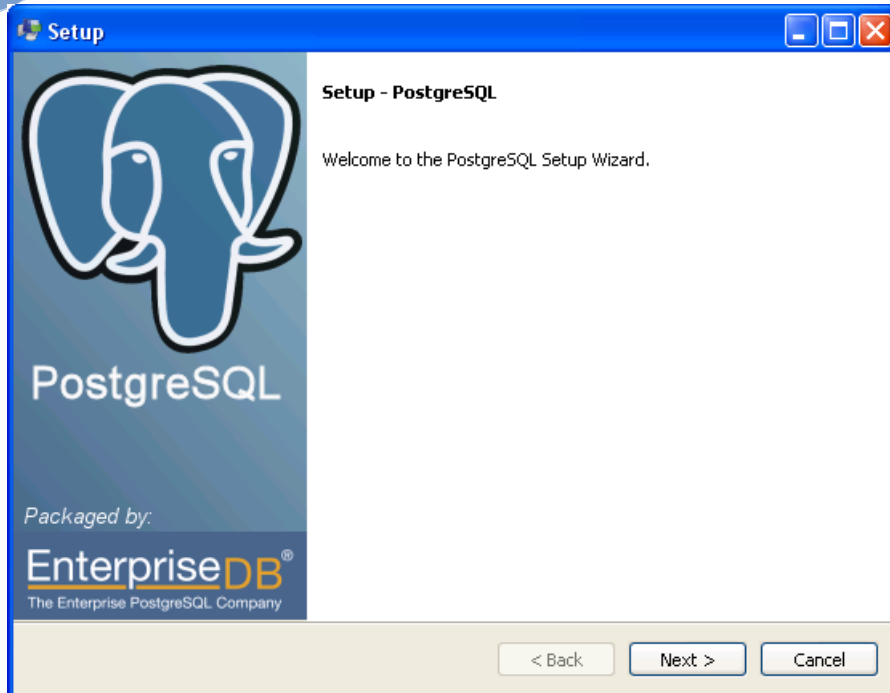 Setup
Setup - PostgreSQL
Welcome to the PostgreSQL Setup Wizard.
PostgreSQL
Packaged by:
EnterpriseDB®
The Enterprise PostgreSQL Company
< Back
Next >
Cancel